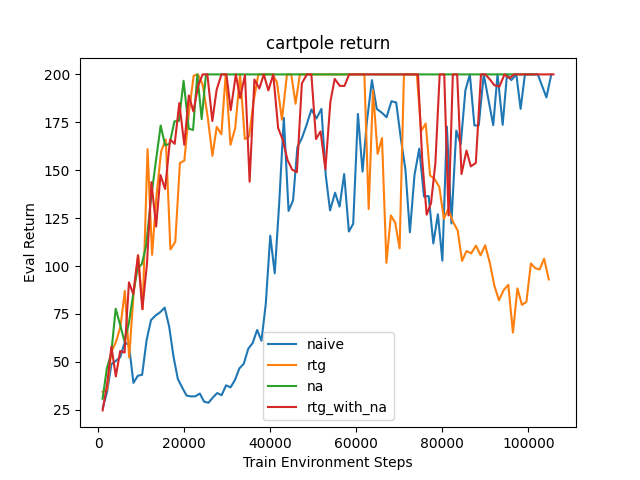 cartpole return
Eval Return
200
175
150
125
100
75
50
25
naive
rtg
na
rtg_with_na
0 20000 40000 60000 80000 100000
Train Environment Steps